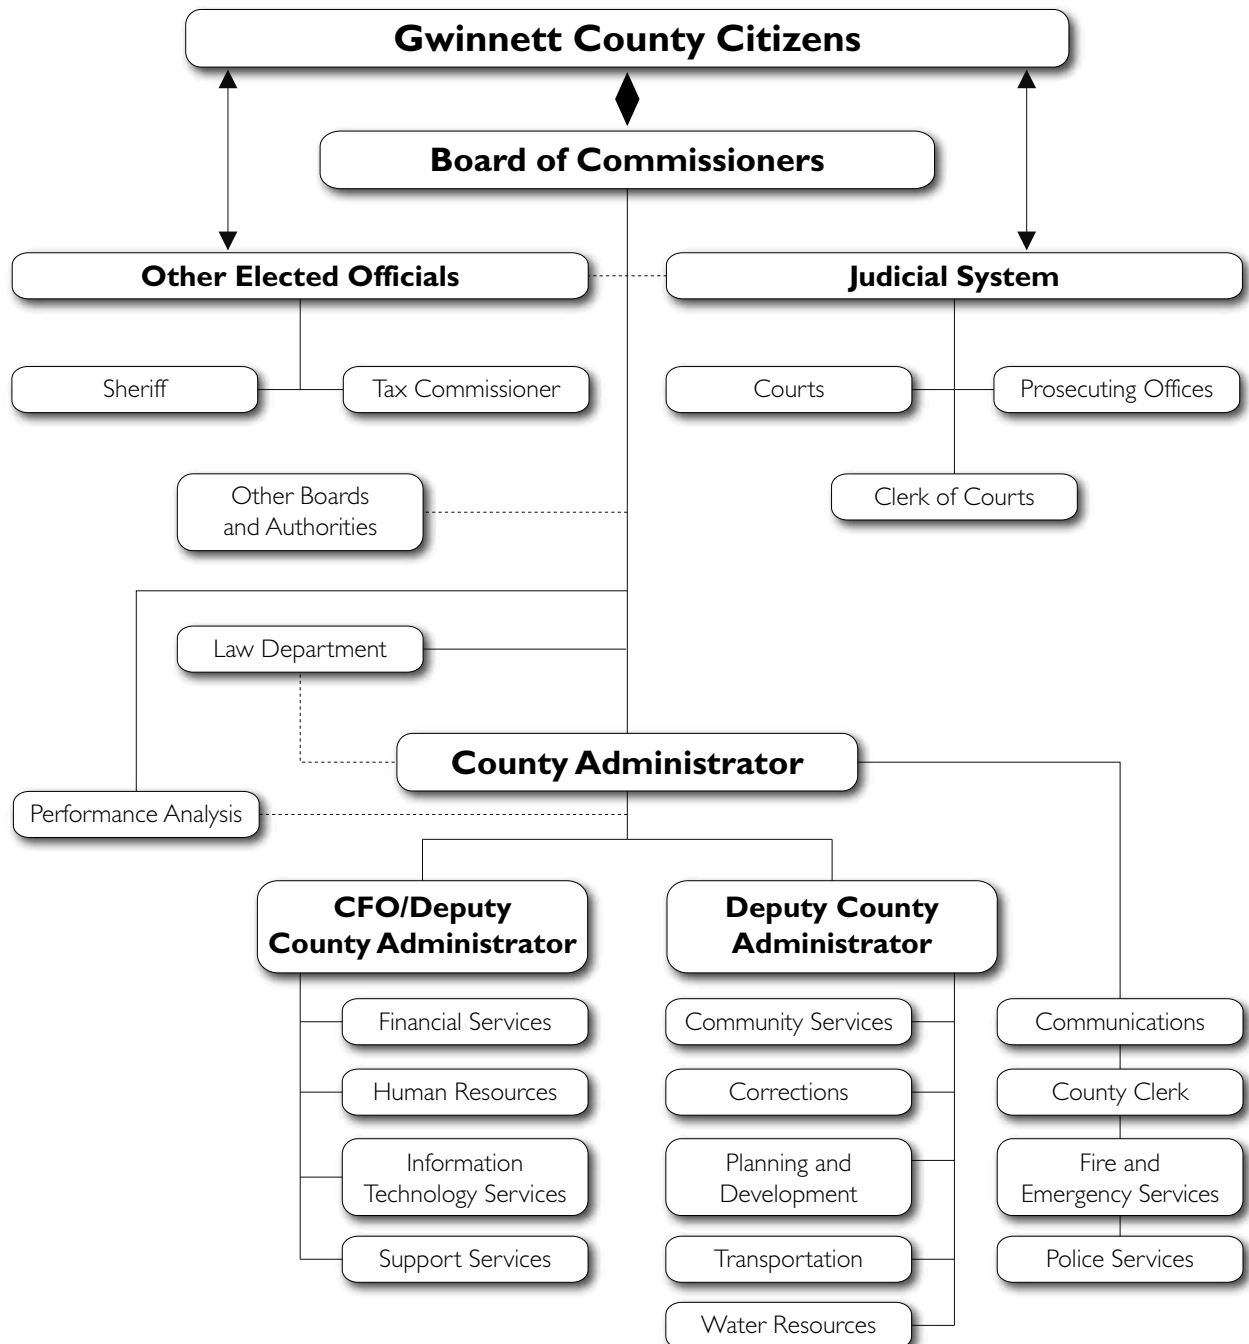 Gwinnett County Citizens
Board of Commissioners
Other Elected Officials
Judicial System
Sheriff
Tax Commissioner
Courts
Prosecuting Offices
Clerk of Courts
Other Boards
and Authorities
Law Department
County Administrator
Performance Analysis
CFO/Deputy
County Administrator
Deputy County
Administrator
Financial Services
Human Resources
Information
Technology Services
Support Services
Community Services
Corrections
Planning and
Development
Transportation
Water Resources
Communications
County Clerk
Fire and
Emergency Services
Police Services